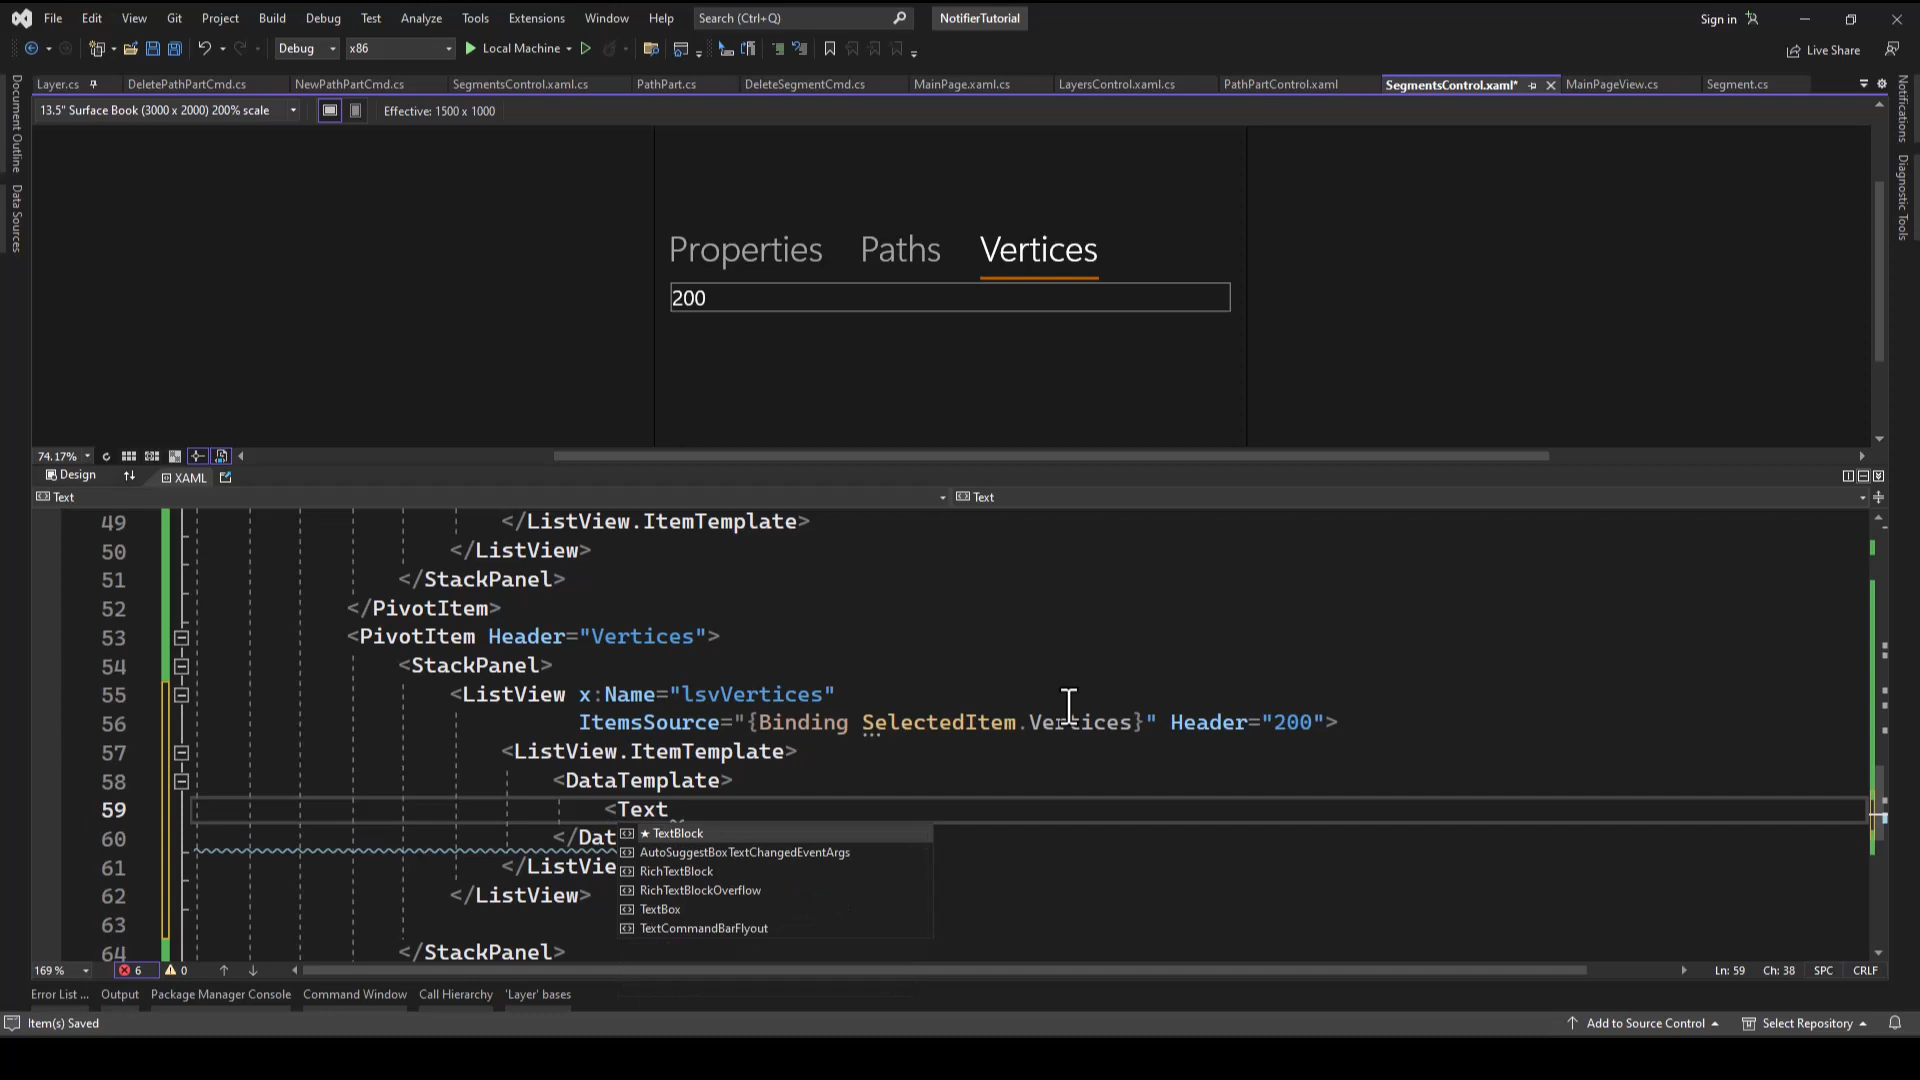 File Edit View Git Project Build Debug Test Analyze Tools Extensions Window Help Search (Ctrl+Q) NotifierTutorial Sign in
Debug x86 Local Machine Live Share
Layer.cs DeletePathPartCmd.cs NewPathPartCmd.cs SegmentsControl.xaml.cs PathPart.cs DeleteSegmentCmd.cs MainPage.xaml.cs LayersControl.xaml.cs PathPartControl.xaml SegmentsControl.xaml* MainPageView.cs Segment.cs
Document Outline
Data Sources
Notifications
Diagnostic Tools
13.5" Surface Book (3000 x 2000) 200% scale Effective: 1500 x 1000
Properties Paths Vertices
200
74.17%
Design XAML
Text Text
49 </ListView.ItemTemplate>
50 </ListView>
51 </StackPanel>
52 </PivotItem>
53 <PivotItem Header="Vertices">
54 <StackPanel>
55 <ListView x:Name="lsvVertices"
56 ItemsSource="{Binding SelectedItem.Vertices}" Header="200">
57 <ListView.ItemTemplate>
58 <DataTemplate>
59 <Text
60 </Dat
61 </ListVie
62 </ListView>
63
64 </StackPanel>
★ TextBlock
AutoSuggestBoxTextChangedEventArgs
RichTextBlock
RichTextBlockOverflow
TextBox
TextCommandBarFlyout
169 % 6 0 Ln: 59 Ch: 38 SPC CRLF
Error List ... Output Package Manager Console Command Window Call Hierarchy 'Layer' bases
Item(s) Saved Add to Source Control Select Repository